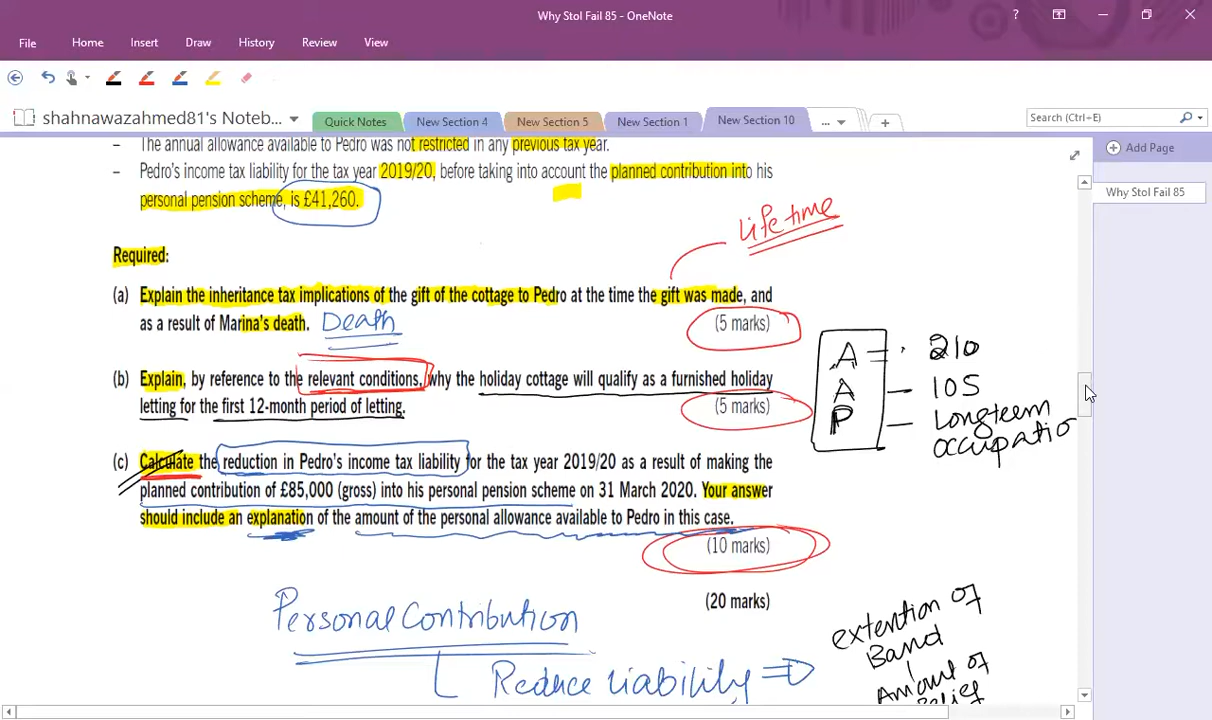 Why Stol Fail 85 - OneNote
?
File Home Insert Draw History Review View
shahnawazahmed81's Noteb... Quick Notes New Section 4 New Section 5 New Section 1 New Section 10 ... + Search (Ctrl+E)
Add Page
Why Stol Fail 85
– The annual allowance available to Pedro was not restricted in any previous tax year.
– Pedro's income tax liability for the tax year 2019/20, before taking into account the planned contribution into his
personal pension scheme, is £41,260.
Lifetime
Required:
(a) Explain the inheritance tax implications of the gift of the cottage to Pedro at the time the gift was made, and
as a result of Marina's death. Death (5 marks)
A = 210
(b) Explain, by reference to the relevant conditions, why the holiday cottage will qualify as a furnished holiday
A – 105
letting for the first 12-month period of letting. (5 marks)
P – Longterm
occupatio
(c) Calculate the reduction in Pedro's income tax liability for the tax year 2019/20 as a result of making the
planned contribution of £85,000 (gross) into his personal pension scheme on 31 March 2020. Your answer
should include an explanation of the amount of the personal allowance available to Pedro in this case.
(10 marks)
(20 marks)
Personal Contribution
extention of
Band
Reduce liability =
Amount of